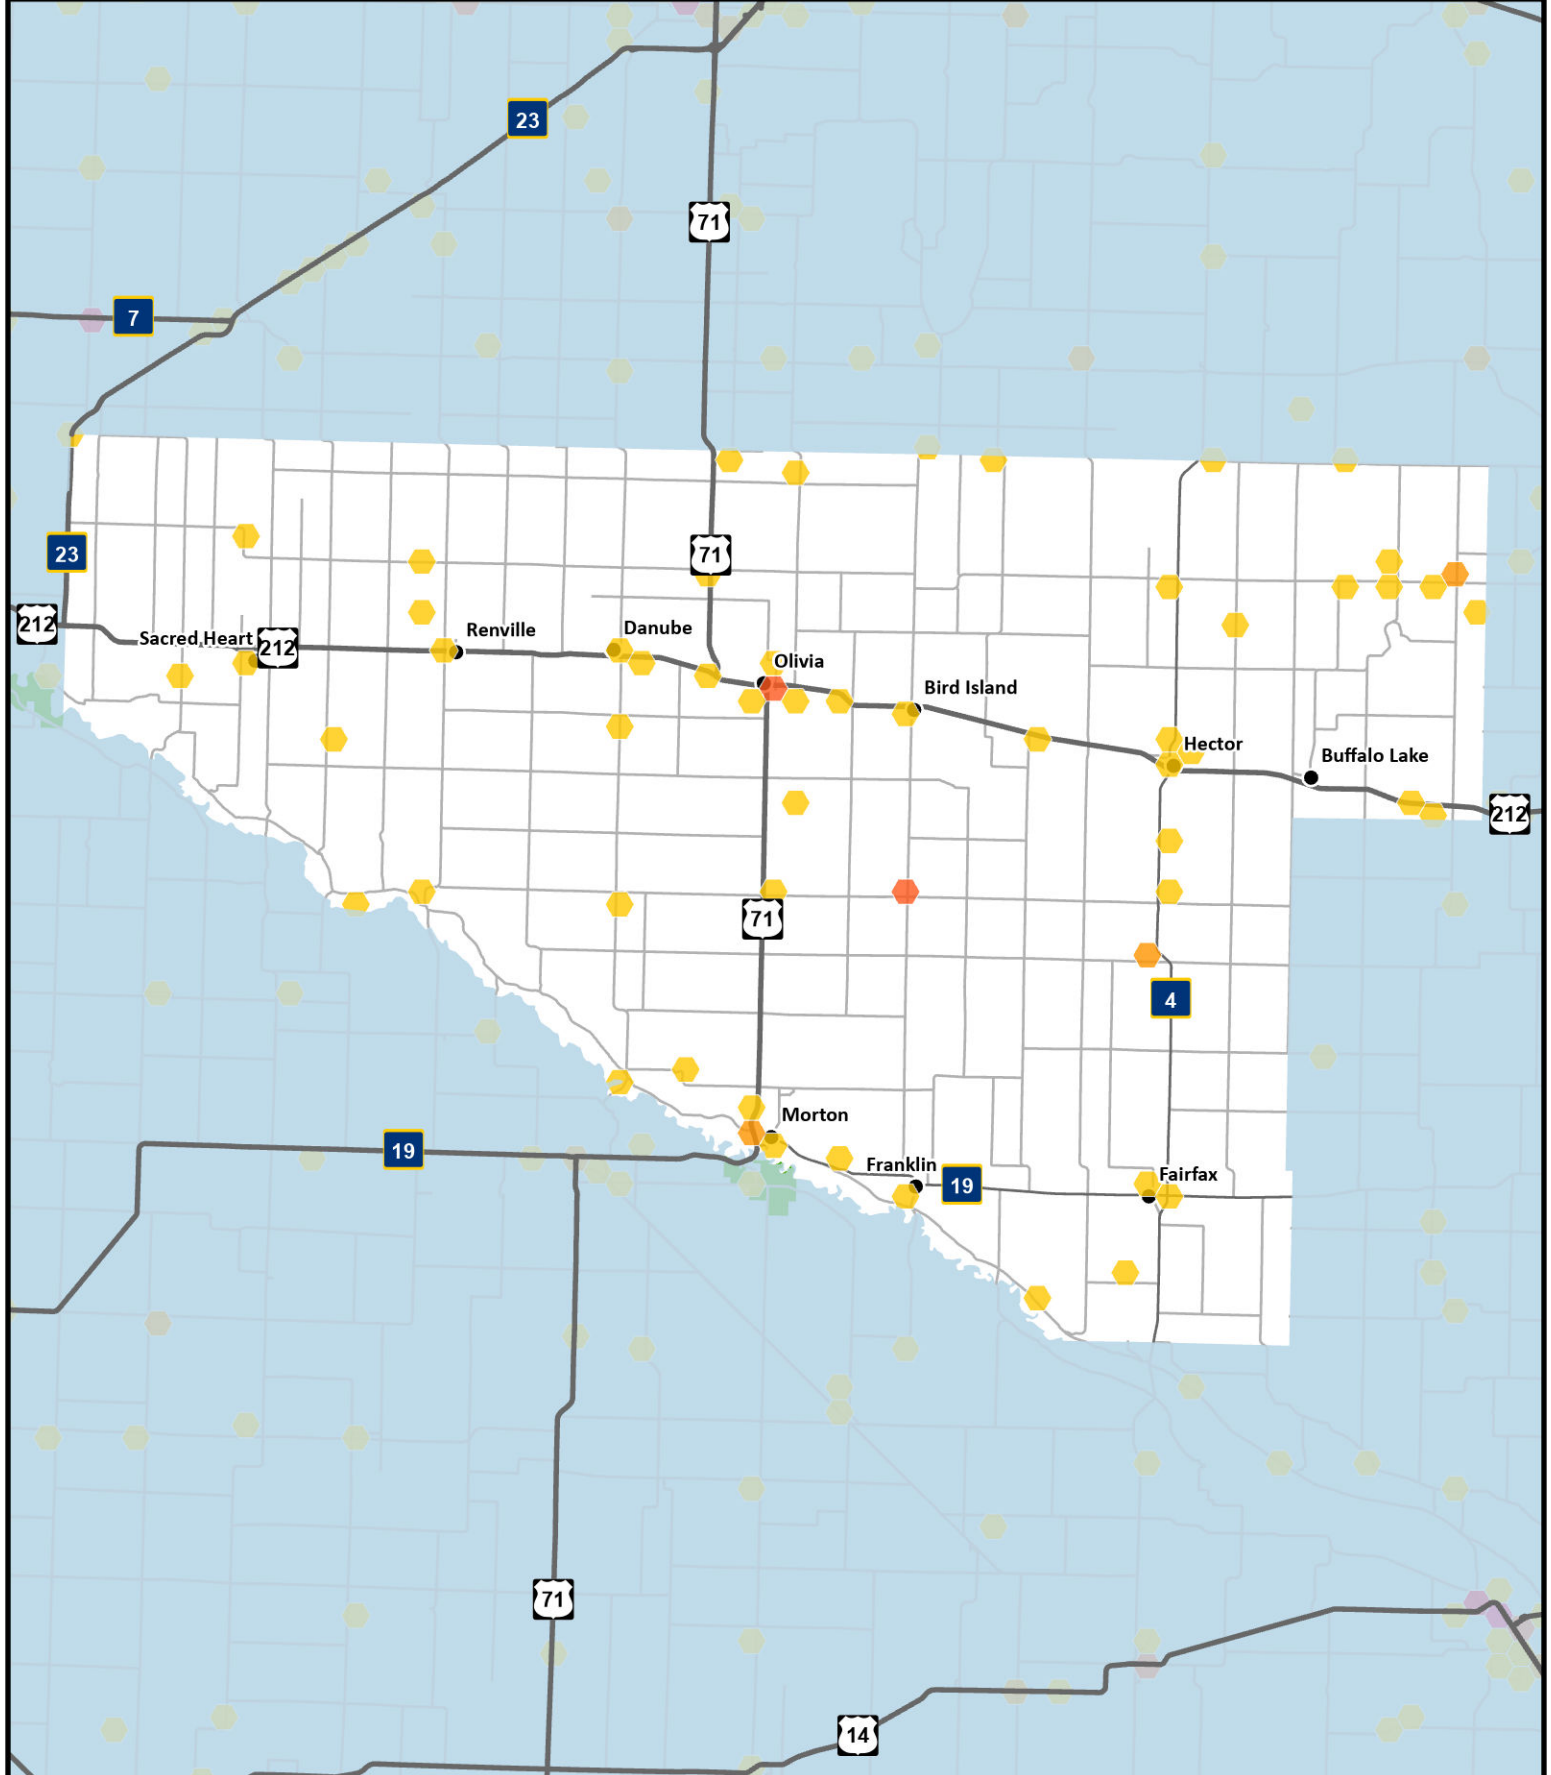 23
71
7
71
23
212
Sacred Heart
212
Renville
Danube
Olivia
Bird Island
Hector
Buffalo Lake
212
71
4
Morton
19
Franklin
19
Fairfax
71
14